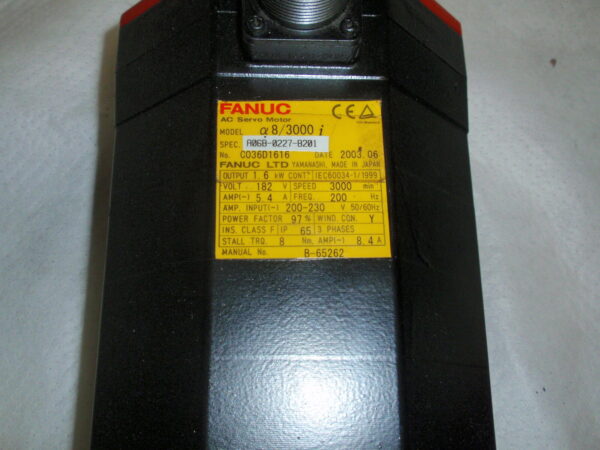 FANUC CE
AC Servo Motor
MODEL α8/3000i
SPEC. A06B-0227-B201
No. C036D1616 DATE 2003.06
FANUC LTD YAMANASHI, MADE IN JAPAN
OUTPUT 1.6 kW CONTˢ IEC60034-1/1999
VOLT 182 V SPEED 3000 min⁻¹
AMP(~) 5.4 A FREQ. 200 Hz
AMP. INPUT(~) 200-230 V 50/60Hz
POWER FACTOR 97% WIND.CON. Y
INS. CLASS F IP 65 3 PHASES
STALL TRQ. 8 Nm, AMP(~) 8.4 A
MANUAL No. B-65262